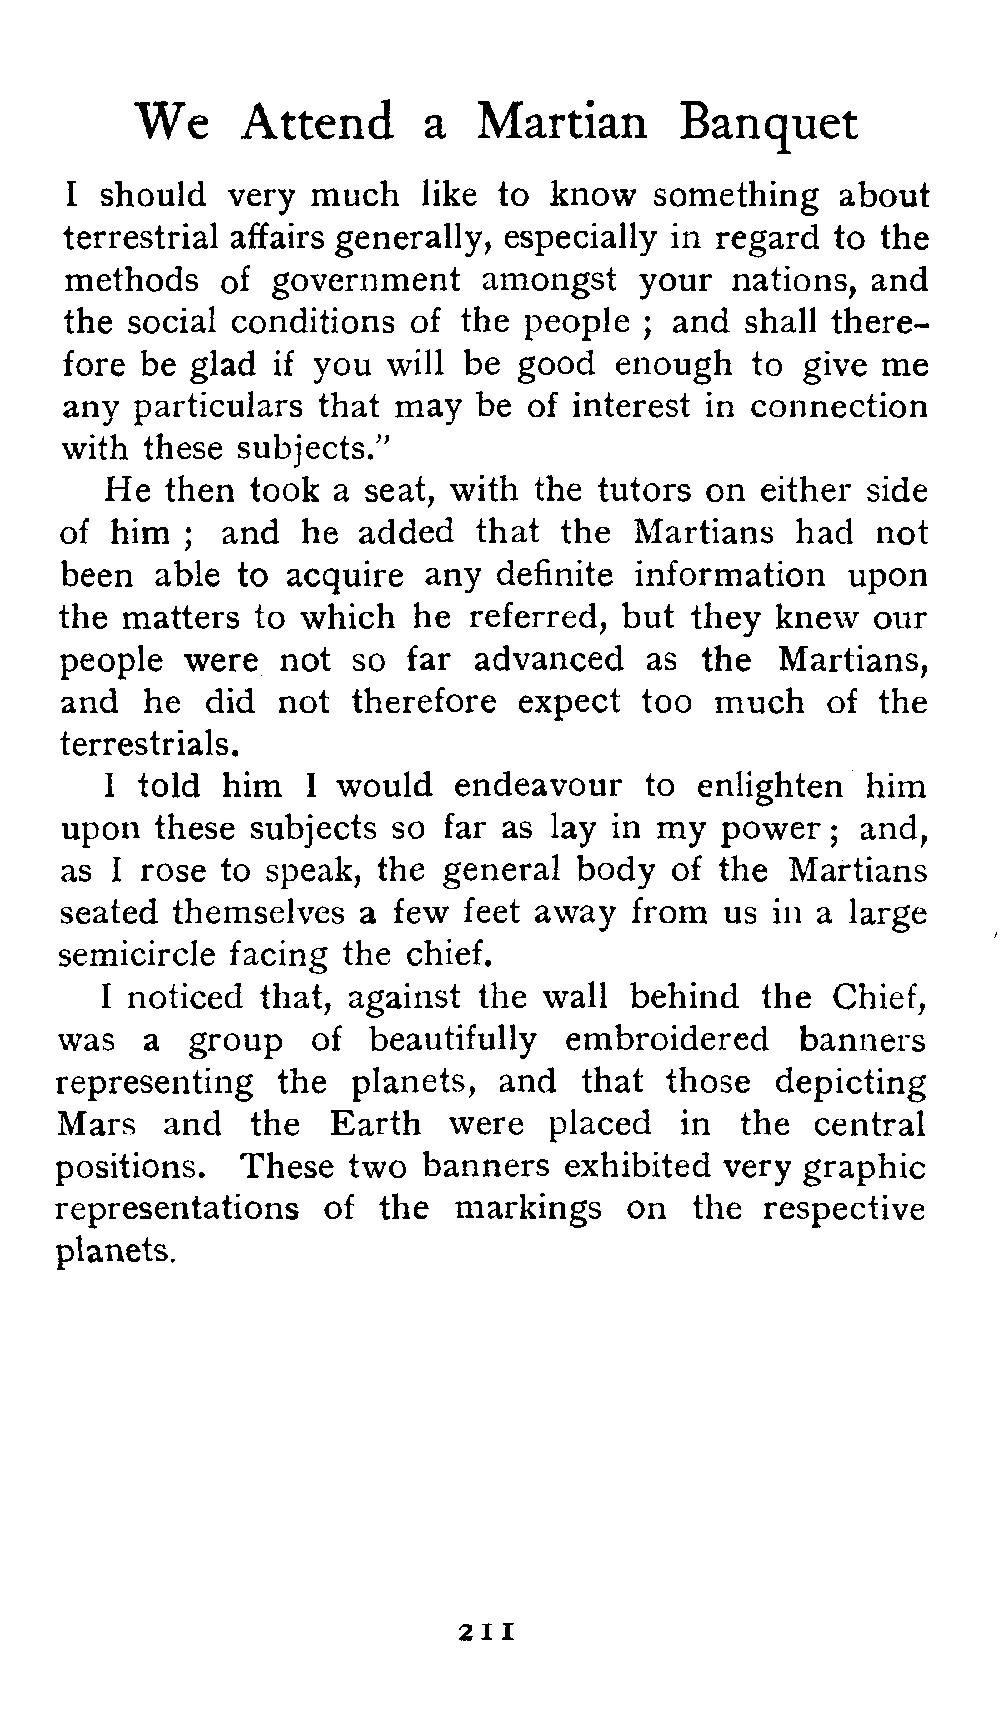 We Attend a Martian Banquet
I should very much like to know something about
terrestrial affairs generally, especially in regard to the
methods of government amongst your nations, and
the social conditions of the people ; and shall there-
fore be glad if you will be good enough to give me
any particulars that may be of interest in connection
with these subjects."
He then took a seat, with the tutors on either side
of him ; and he added that the Martians had not
been able to acquire any definite information upon
the matters to which he referred, but they knew our
people were not so far advanced as the Martians,
and he did not therefore expect too much of the
terrestrials.
I told him I would endeavour to enlighten him
upon these subjects so far as lay in my power ; and,
as I rose to speak, the general body of the Martians
seated themselves a few feet away from us in a large
semicircle facing the chief.
I noticed that, against the wall behind the Chief,
was a group of beautifully embroidered banners
representing the planets, and that those depicting
Mars and the Earth were placed in the central
positions. These two banners exhibited very graphic
representations of the markings on the respective
planets.
211